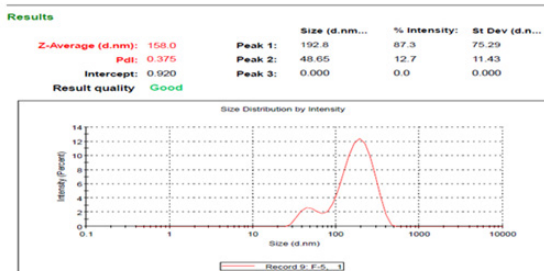 Results
Size (d.nm... % Intensity: St Dev (d.n...
Z-Average (d.nm): 158.0 Peak 1: 192.8 87.3 75.29
PdI: 0.375 Peak 2: 48.65 12.7 11.43
Intercept: 0.920 Peak 3: 0.000 0.0 0.000
Result quality Good
Size Distribution by Intensity
Intensity (Percent)
14
12
10
8
6
4
2
0
0.1 1 10 100 1000 10000
Size (d.nm)
Record 9: F-5, 1